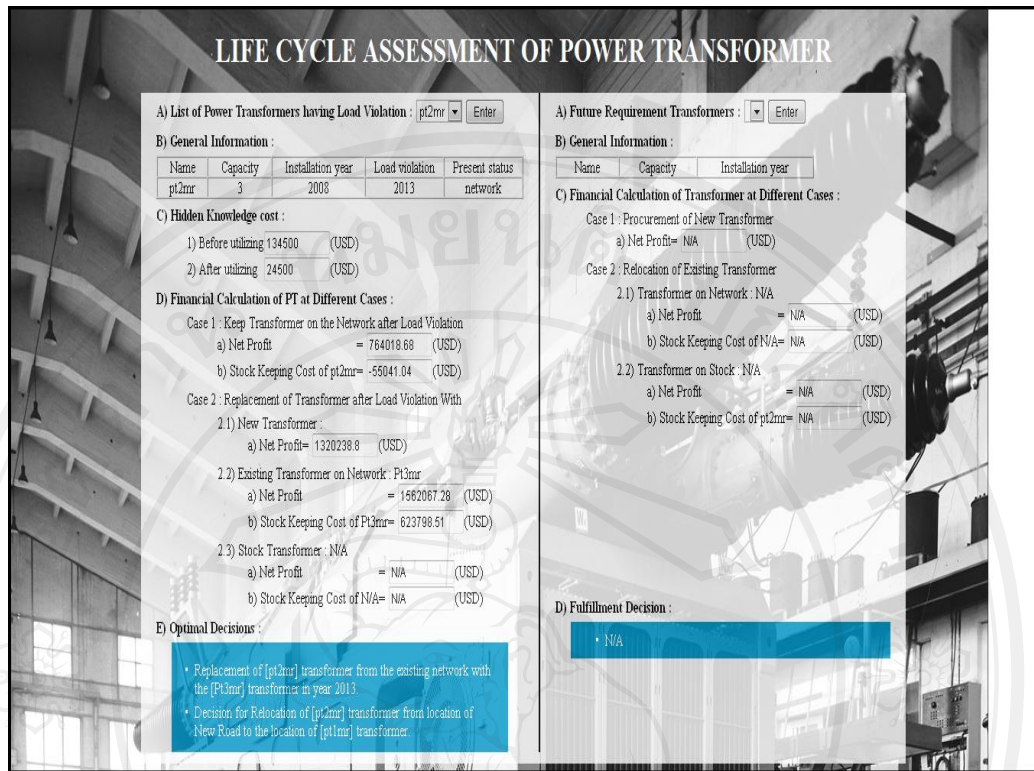 LIFE CYCLE ASSESSMENT OF POWER TRANSFORMER
A) List of Power Transformers having Load Violation : pt2mr Enter
B) General Information :
Name Capacity Installation year Load violation Present status
pt2mr 3 2008 2013 network
C) Hidden Knowledge cost :
1) Before utilizing 134500 (USD)
2) After utilizing 24500 (USD)
D) Financial Calculation of PT at Different Cases :
Case 1 : Keep Transformer on the Network after Load Violation
a) Net Profit = 764018.68 (USD)
b) Stock Keeping Cost of pt2mr= -55041.04 (USD)
Case 2 : Replacement of Transformer after Load Violation With
2.1) New Transformer :
a) Net Profit= 1320238.8 (USD)
2.2) Existing Transformer on Network : Pt3mr
a) Net Profit = 1562067.28 (USD)
b) Stock Keeping Cost of Pt3mr= 623798.51 (USD)
2.3) Stock Transformer : N/A
a) Net Profit = N/A (USD)
b) Stock Keeping Cost of N/A= N/A (USD)
E) Optimal Decisions :
• Replacement of [pt2mr] transformer from the existing network with
the [Pt3mr] transformer in year 2013.
• Decision for Relocation of [pt2mr] transformer from location of
New Road to the location of [pt1mr] transformer.
A) Future Requirement Transformers : Enter
B) General Information :
Name Capacity Installation year
C) Financial Calculation of Transformer at Different Cases :
Case 1 : Procurement of New Transformer
a) Net Profit= N/A (USD)
Case 2 : Relocation of Existing Transformer
2.1) Transformer on Network : N/A
a) Net Profit = N/A (USD)
b) Stock Keeping Cost of N/A= N/A (USD)
2.2) Transformer on Stock : N/A
a) Net Profit = N/A (USD)
b) Stock Keeping Cost of pt2mr= N/A (USD)
D) Fulfillment Decision :
• N/A